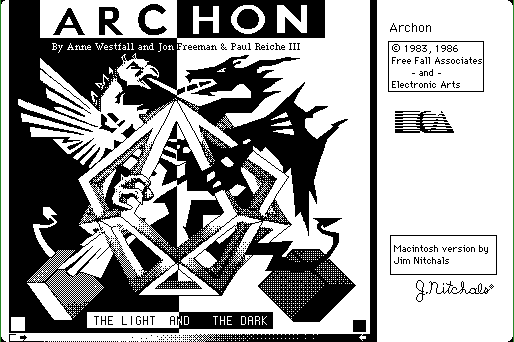 ARCHON
By Anne Westfall and Jon Freeman & Paul Reiche III
THE LIGHT AND THE DARK
Archon
© 1983, 1986
Free Fall Associates
- and -
Electronic Arts
ECA
Macintosh version by
Jim Nitchals
J.Nitchals